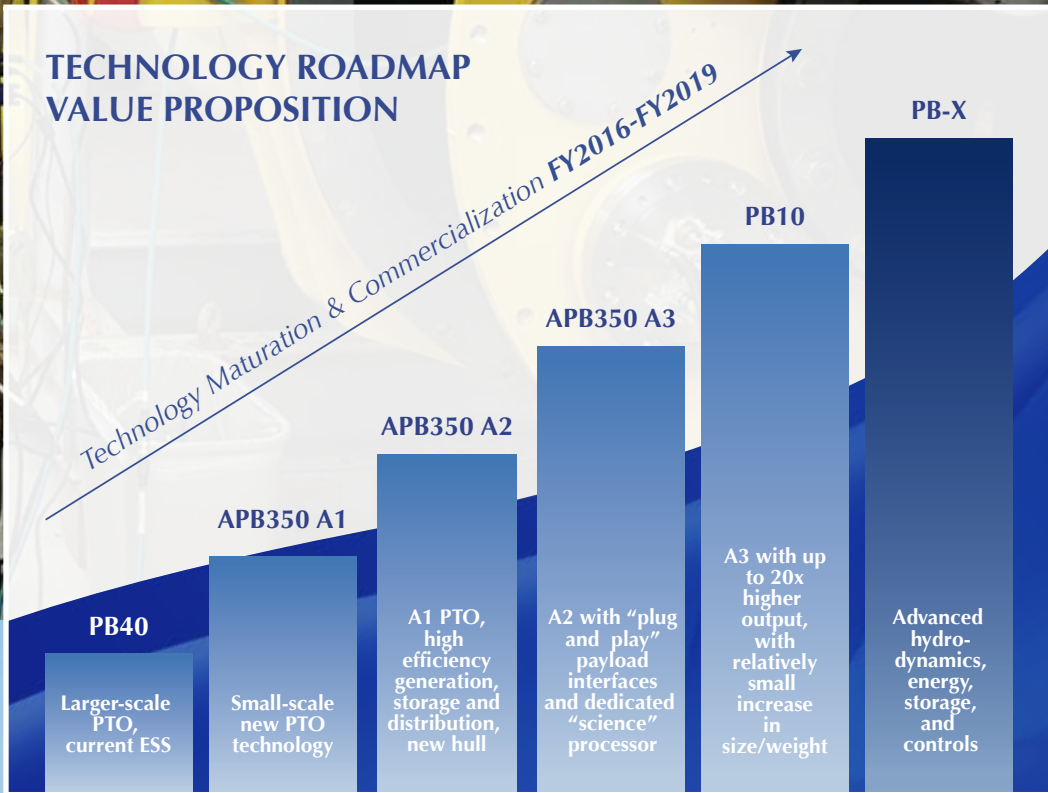 TECHNOLOGY ROADMAP
VALUE PROPOSITION
Technology Maturation & Commercialization FY2016-FY2019
PB40
Larger-scale
PTO,
current ESS
APB350 A1
Small-scale
new PTO
technology
APB350 A2
A1 PTO,
high
efficiency
generation,
storage and
distribution,
new hull
APB350 A3
A2 with “plug
and play”
payload
interfaces
and dedicated
“science”
processor
PB10
A3 with up
to 20x
higher
output,
with
relatively
small
increase
in
size/weight
PB-X
Advanced
hydro-
dynamics,
energy,
storage,
and
controls